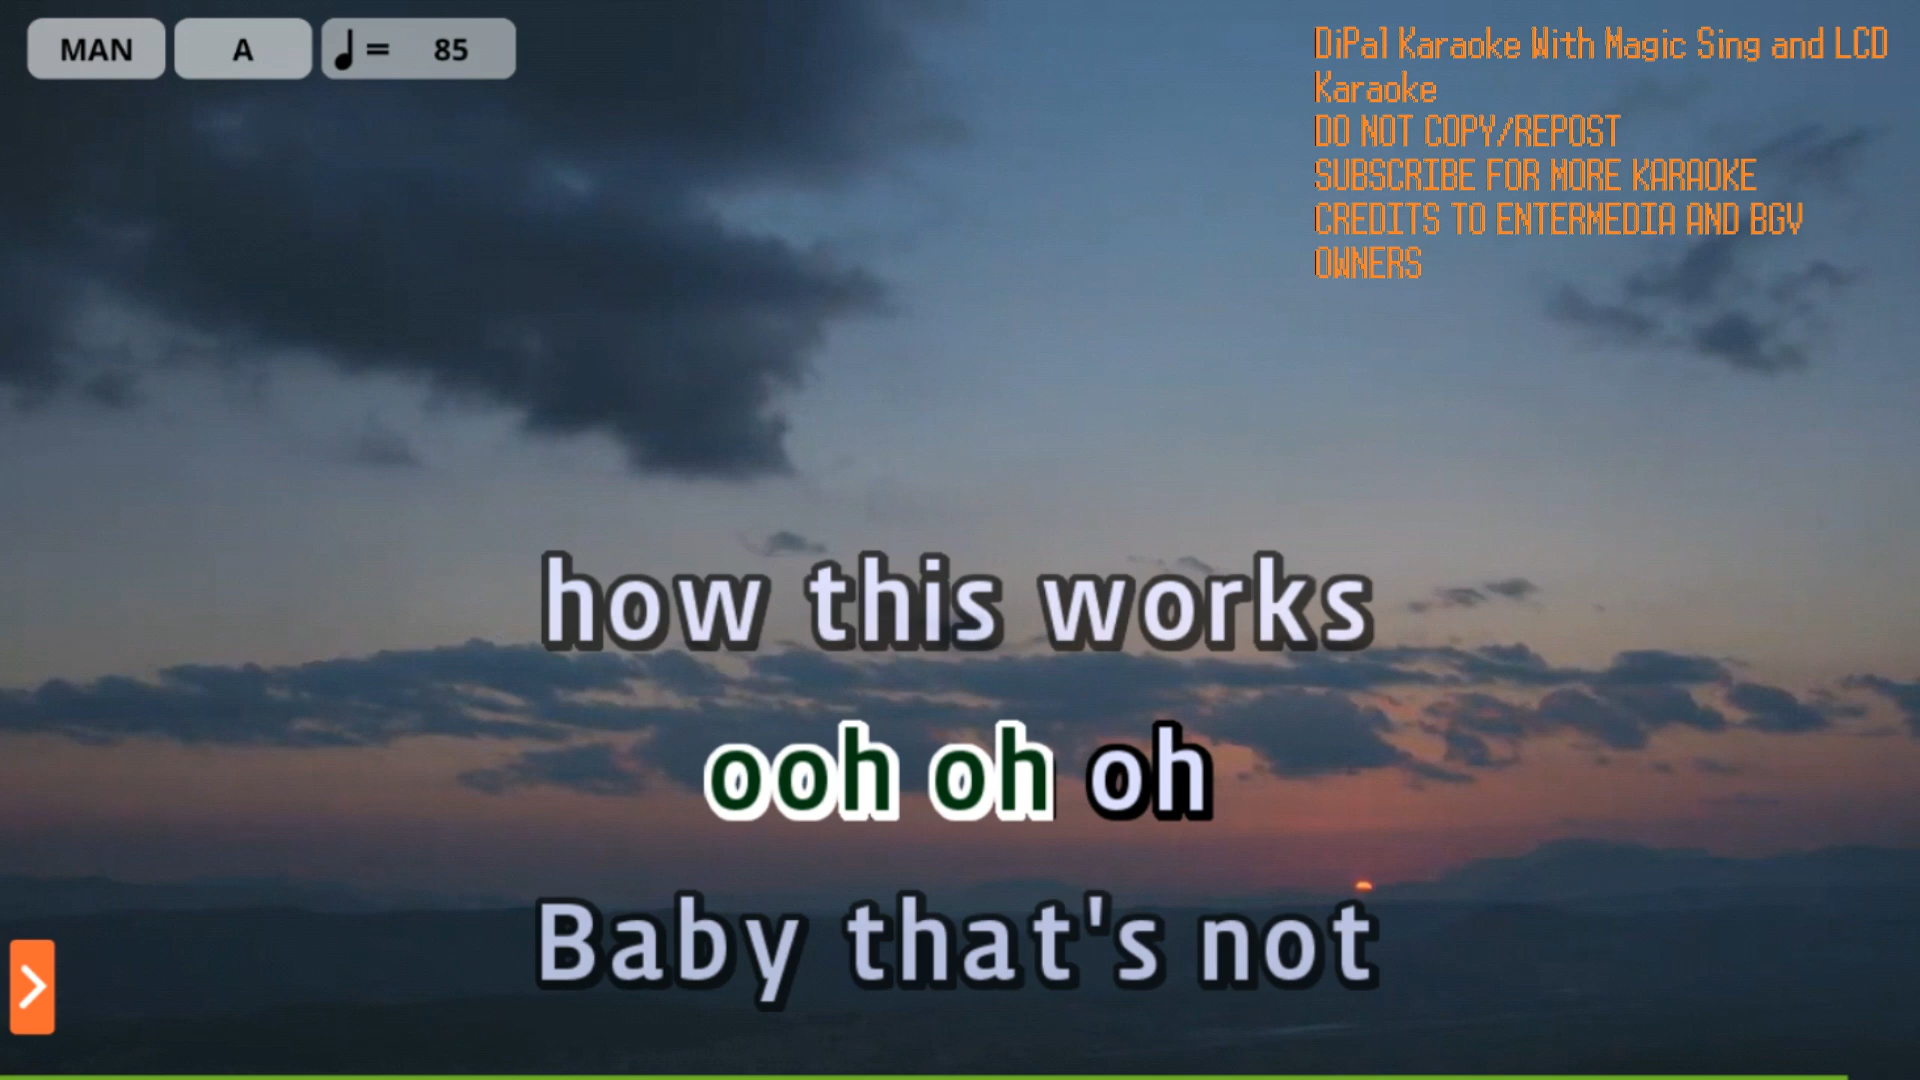 MAN A ♩ = 85
DiPal Karaoke With Magic Sing and LCD
Karaoke
DO NOT COPY/REPOST
SUBSCRIBE FOR MORE KARAOKE
CREDITS TO ENTERMEDIA AND BGV
OWNERS
how this works
ooh oh oh
Baby that's not